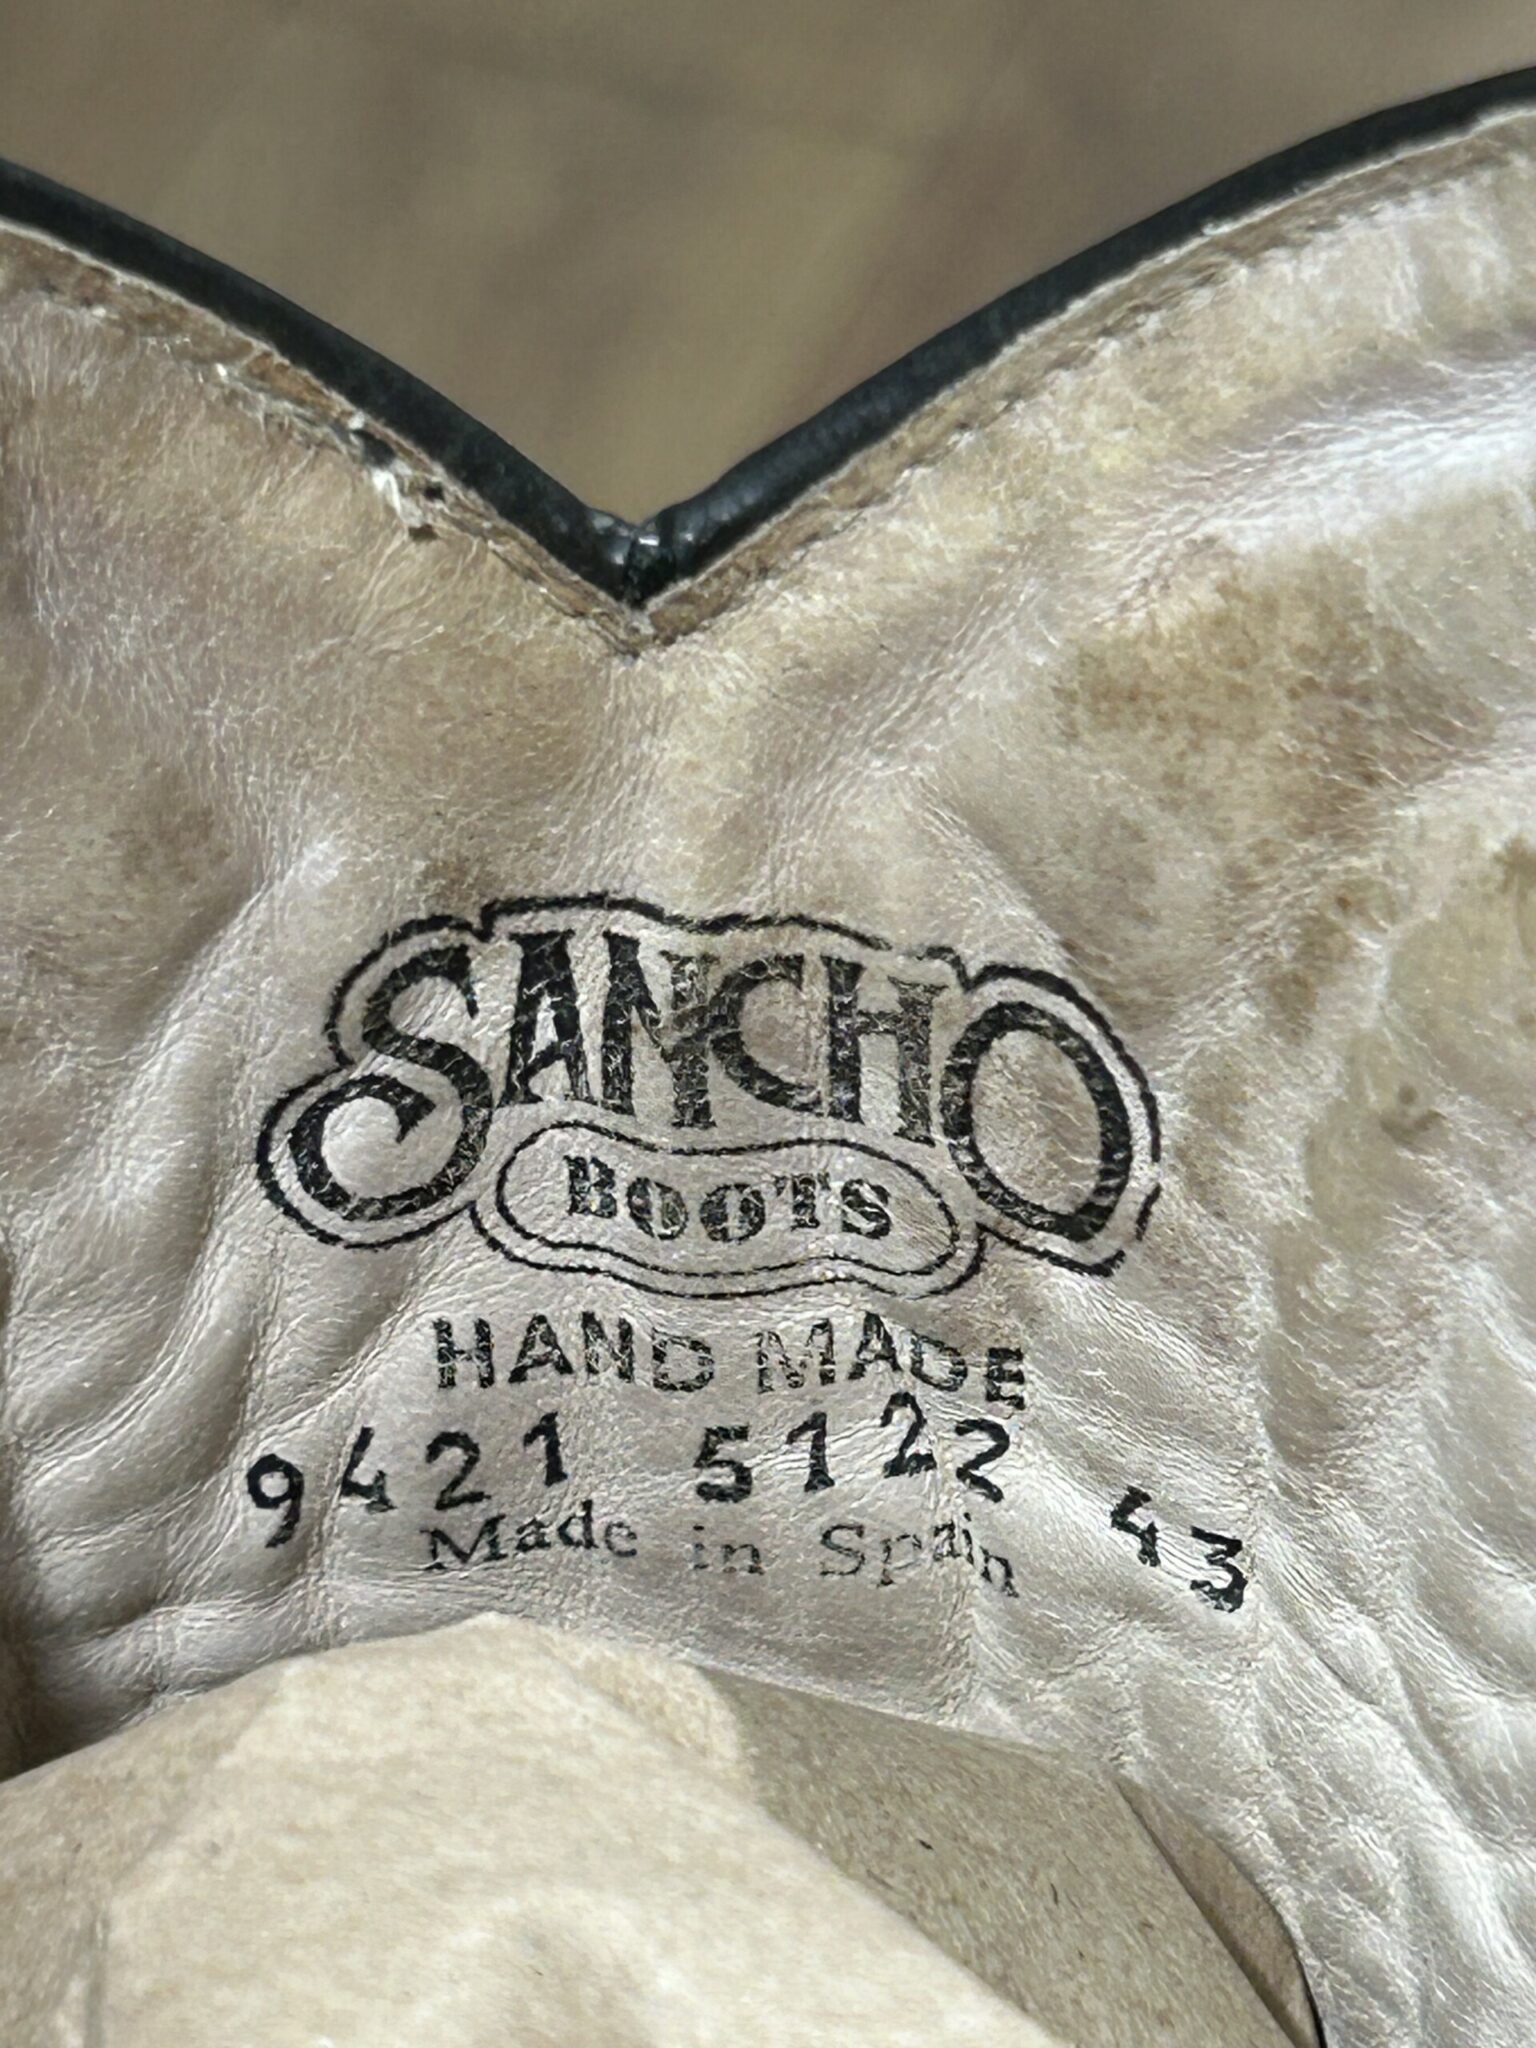 SANCHO
BOOTS
HAND MADE
9421 5122 43
Made in Spain